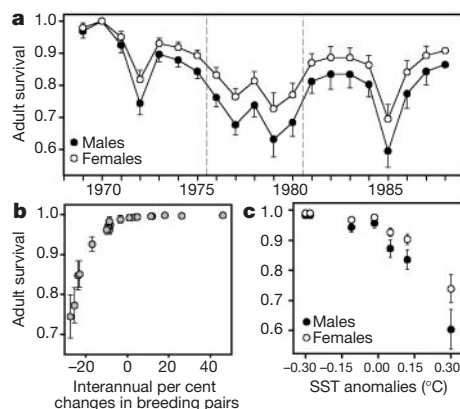 a
Adult survival
1.0
0.9
0.8
0.7
0.6
Males
Females
1970
1975
1980
1985
b
Adult survival
1.0
0.9
0.8
0.7
−20
0
20
40
Interannual per cent
changes in breeding pairs
c
1.0
0.9
0.8
0.7
0.6
Males
Females
−0.30
−0.15
0.00
0.15
0.30
SST anomalies (°C)